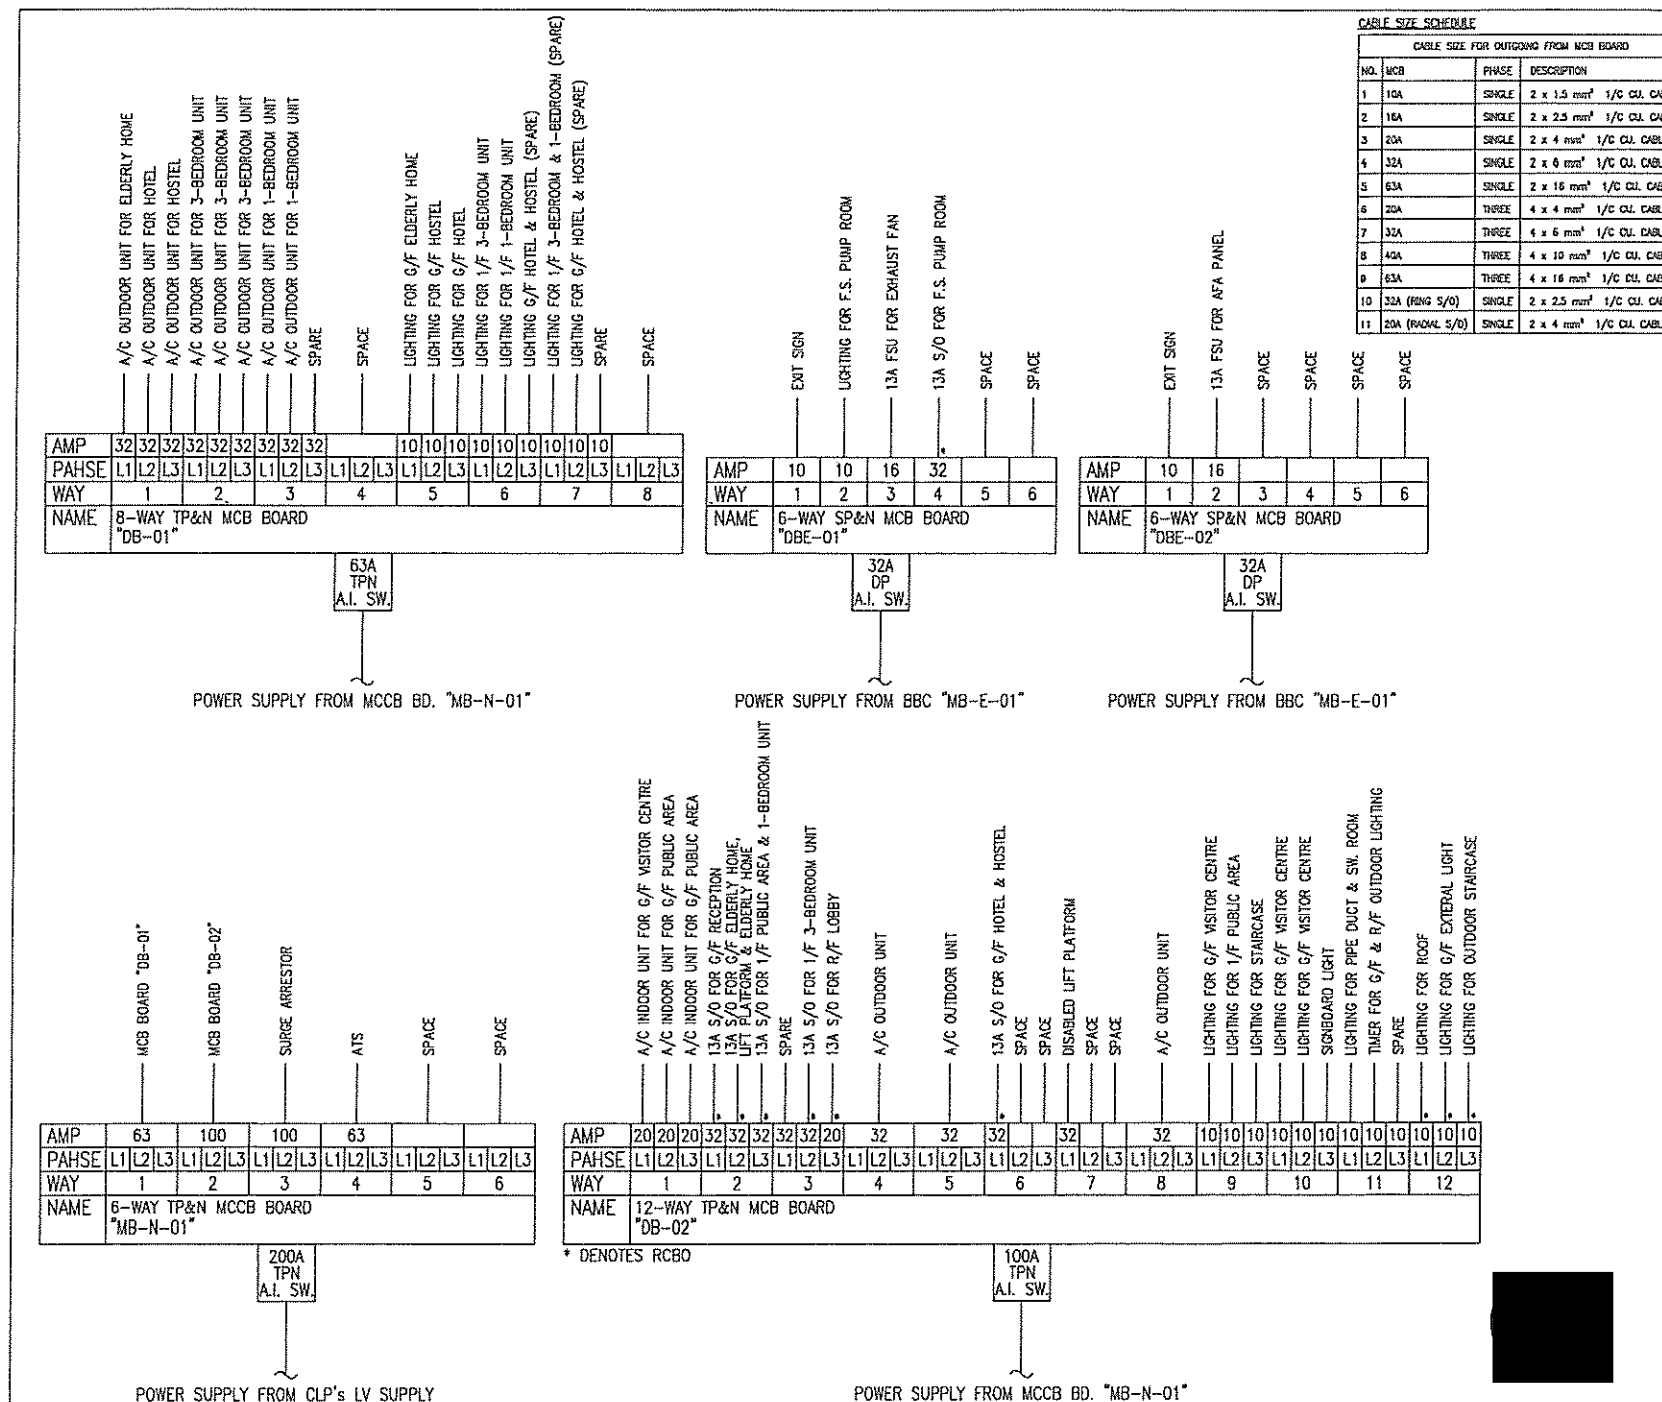 CABLE SIZE SCHEDULE
CABLE SIZE FOR OUTGOING FROM MCB BOARD
NO. MCB PHASE DESCRIPTION
1 10A SINGLE 2 x 1.5 mm² 1/C CU.
2 16A SINGLE 2 x 2.5 mm² 1/C CU.
3 20A SINGLE 2 x 4 mm² 1/C CU.
4 32A SINGLE 2 x 6 mm² 1/C CU.
5 63A SINGLE 2 x 16 mm² 1/C CU.
6 20A THREE 4 x 4 mm² 1/C CU.
7 32A THREE 4 x 6 mm² 1/C CU.
8 40A THREE 4 x 10 mm² 1/C CU.
9 63A THREE 4 x 16 mm² 1/C CU.
10 32A (RING S/O) SINGLE 2 x 2.5 mm² 1/C CU.
11 20A (RADIAL S/O) SINGLE 2 x 4 mm² 1/C CU.
A/C OUTDOOR UNIT FOR ELDERLY HOME
A/C OUTDOOR UNIT FOR HOTEL
A/C OUTDOOR UNIT FOR HOSTEL
A/C OUTDOOR UNIT FOR 3-BEDROOM UNIT
A/C OUTDOOR UNIT FOR 3-BEDROOM UNIT
A/C OUTDOOR UNIT FOR 3-BEDROOM UNIT
A/C OUTDOOR UNIT FOR 1-BEDROOM UNIT
A/C OUTDOOR UNIT FOR 1-BEDROOM UNIT
SPARE
SPACE
LIGHTING FOR G/F ELDERLY HOME
LIGHTING FOR G/F HOSTEL
LIGHTING FOR G/F HOTEL
LIGHTING FOR 1/F 3-BEDROOM UNIT
LIGHTING FOR 1/F 1-BEDROOM UNIT
LIGHTING G/F HOTEL & HOSTEL (SPARE)
LIGHTING FOR 1/F 3-BEDROOM & 1-BEDROOM (SPARE)
LIGHTING FOR G/F HOTEL & HOSTEL (SPARE)
SPARE
SPACE
AMP 32 32 32 32 32 32 32 32 32 10 10 10 10 10 10 10 10 10
PAHSE L1 L2 L3 L1 L2 L3 L1 L2 L3 L1 L2 L3 L1 L2 L3 L1 L2 L3 L1 L2 L3 L1 L2 L3
WAY 1 2 3 4 5 6 7 8
NAME 8-WAY TP&N MCB BOARD
"DB-01"
63A
TPN
A.I. SW.
POWER SUPPLY FROM MCCB BD. "MB-N-01"
EXIT SIGN
LIGHTING FOR F.S. PUMP ROOM
13A FSU FOR EXHAUST FAN
13A S/O FOR F.S. PUMP ROOM
SPACE
SPACE
*
AMP 10 10 16 32
WAY 1 2 3 4 5 6
NAME 6-WAY SP&N MCB BOARD
"DBE-01"
32A
DP
A.I. SW.
POWER SUPPLY FROM BBC "MB-E-01"
EXIT SIGN
13A FSU FOR AFA PANEL
SPACE
SPACE
SPACE
SPACE
AMP 10 16
WAY 1 2 3 4 5 6
NAME 6-WAY SP&N MCB BOARD
"DBE-02"
32A
DP
A.I. SW.
POWER SUPPLY FROM BBC "MB-E-01"
MCB BOARD "DB-01"
MCB BOARD "DB-02"
SURGE ARRESTOR
ATS
SPACE
SPACE
AMP 63 100 100 63
PAHSE L1 L2 L3 L1 L2 L3 L1 L2 L3 L1 L2 L3 L1 L2 L3 L1 L2 L3
WAY 1 2 3 4 5 6
NAME 6-WAY TP&N MCCB BOARD
"MB-N-01"
200A
TPN
A.I. SW.
POWER SUPPLY FROM CLP's LV SUPPLY
A/C INDOOR UNIT FOR G/F VISITOR CENTRE
A/C INDOOR UNIT FOR G/F PUBLIC AREA
A/C INDOOR UNIT FOR G/F PUBLIC AREA
13A S/O FOR G/F RECEPTION
*
13A S/O FOR G/F ELDERLY HOME,
LIFT PLATFORM & ELDERLY HOME
*
13A S/O FOR 1/F PUBLIC AREA & 1-BEDROOM UNIT
*
SPARE
13A S/O FOR 1/F 3-BEDROOM UNIT
*
13A S/O FOR R/F LOBBY
*
A/C OUTDOOR UNIT
A/C OUTDOOR UNIT
13A S/O FOR G/F HOTEL & HOSTEL
*
SPACE
SPACE
DISABLED LIFT PLATFORM
SPACE
SPACE
A/C OUTDOOR UNIT
LIGHTING FOR G/F VISITOR CENTRE
LIGHTING FOR 1/F PUBLIC AREA
LIGHTING FOR STAIRCASE
LIGHTING FOR G/F VISITOR CENTRE
LIGHTING FOR G/F VISITOR CENTRE
SIGNBOARD LIGHT
LIGHTING FOR PIPE DUCT & SW. ROOM
TIMER FOR G/F & R/F OUTDOOR LIGHTING
SPARE
LIGHTING FOR ROOF
*
LIGHTING FOR G/F EXTERAL LIGHT
*
LIGHTING FOR OUTDOOR STAIRCASE
*
AMP 20 20 20 32 32 32 32 32 20 32 32 32 32 32 10 10 10 10 10 10 10 10 10 10 10 10
PAHSE L1 L2 L3 L1 L2 L3 L1 L2 L3 L1 L2 L3 L1 L2 L3 L1 L2 L3 L1 L2 L3 L1 L2 L3 L1 L2 L3 L1 L2 L3 L1 L2 L3 L1 L2 L3
WAY 1 2 3 4 5 6 7 8 9 10 11 12
NAME 12-WAY TP&N MCB BOARD
"DB-02"
* DENOTES RCBO
100A
TPN
A.I. SW.
POWER SUPPLY FROM MCCB BD. "MB-N-01"